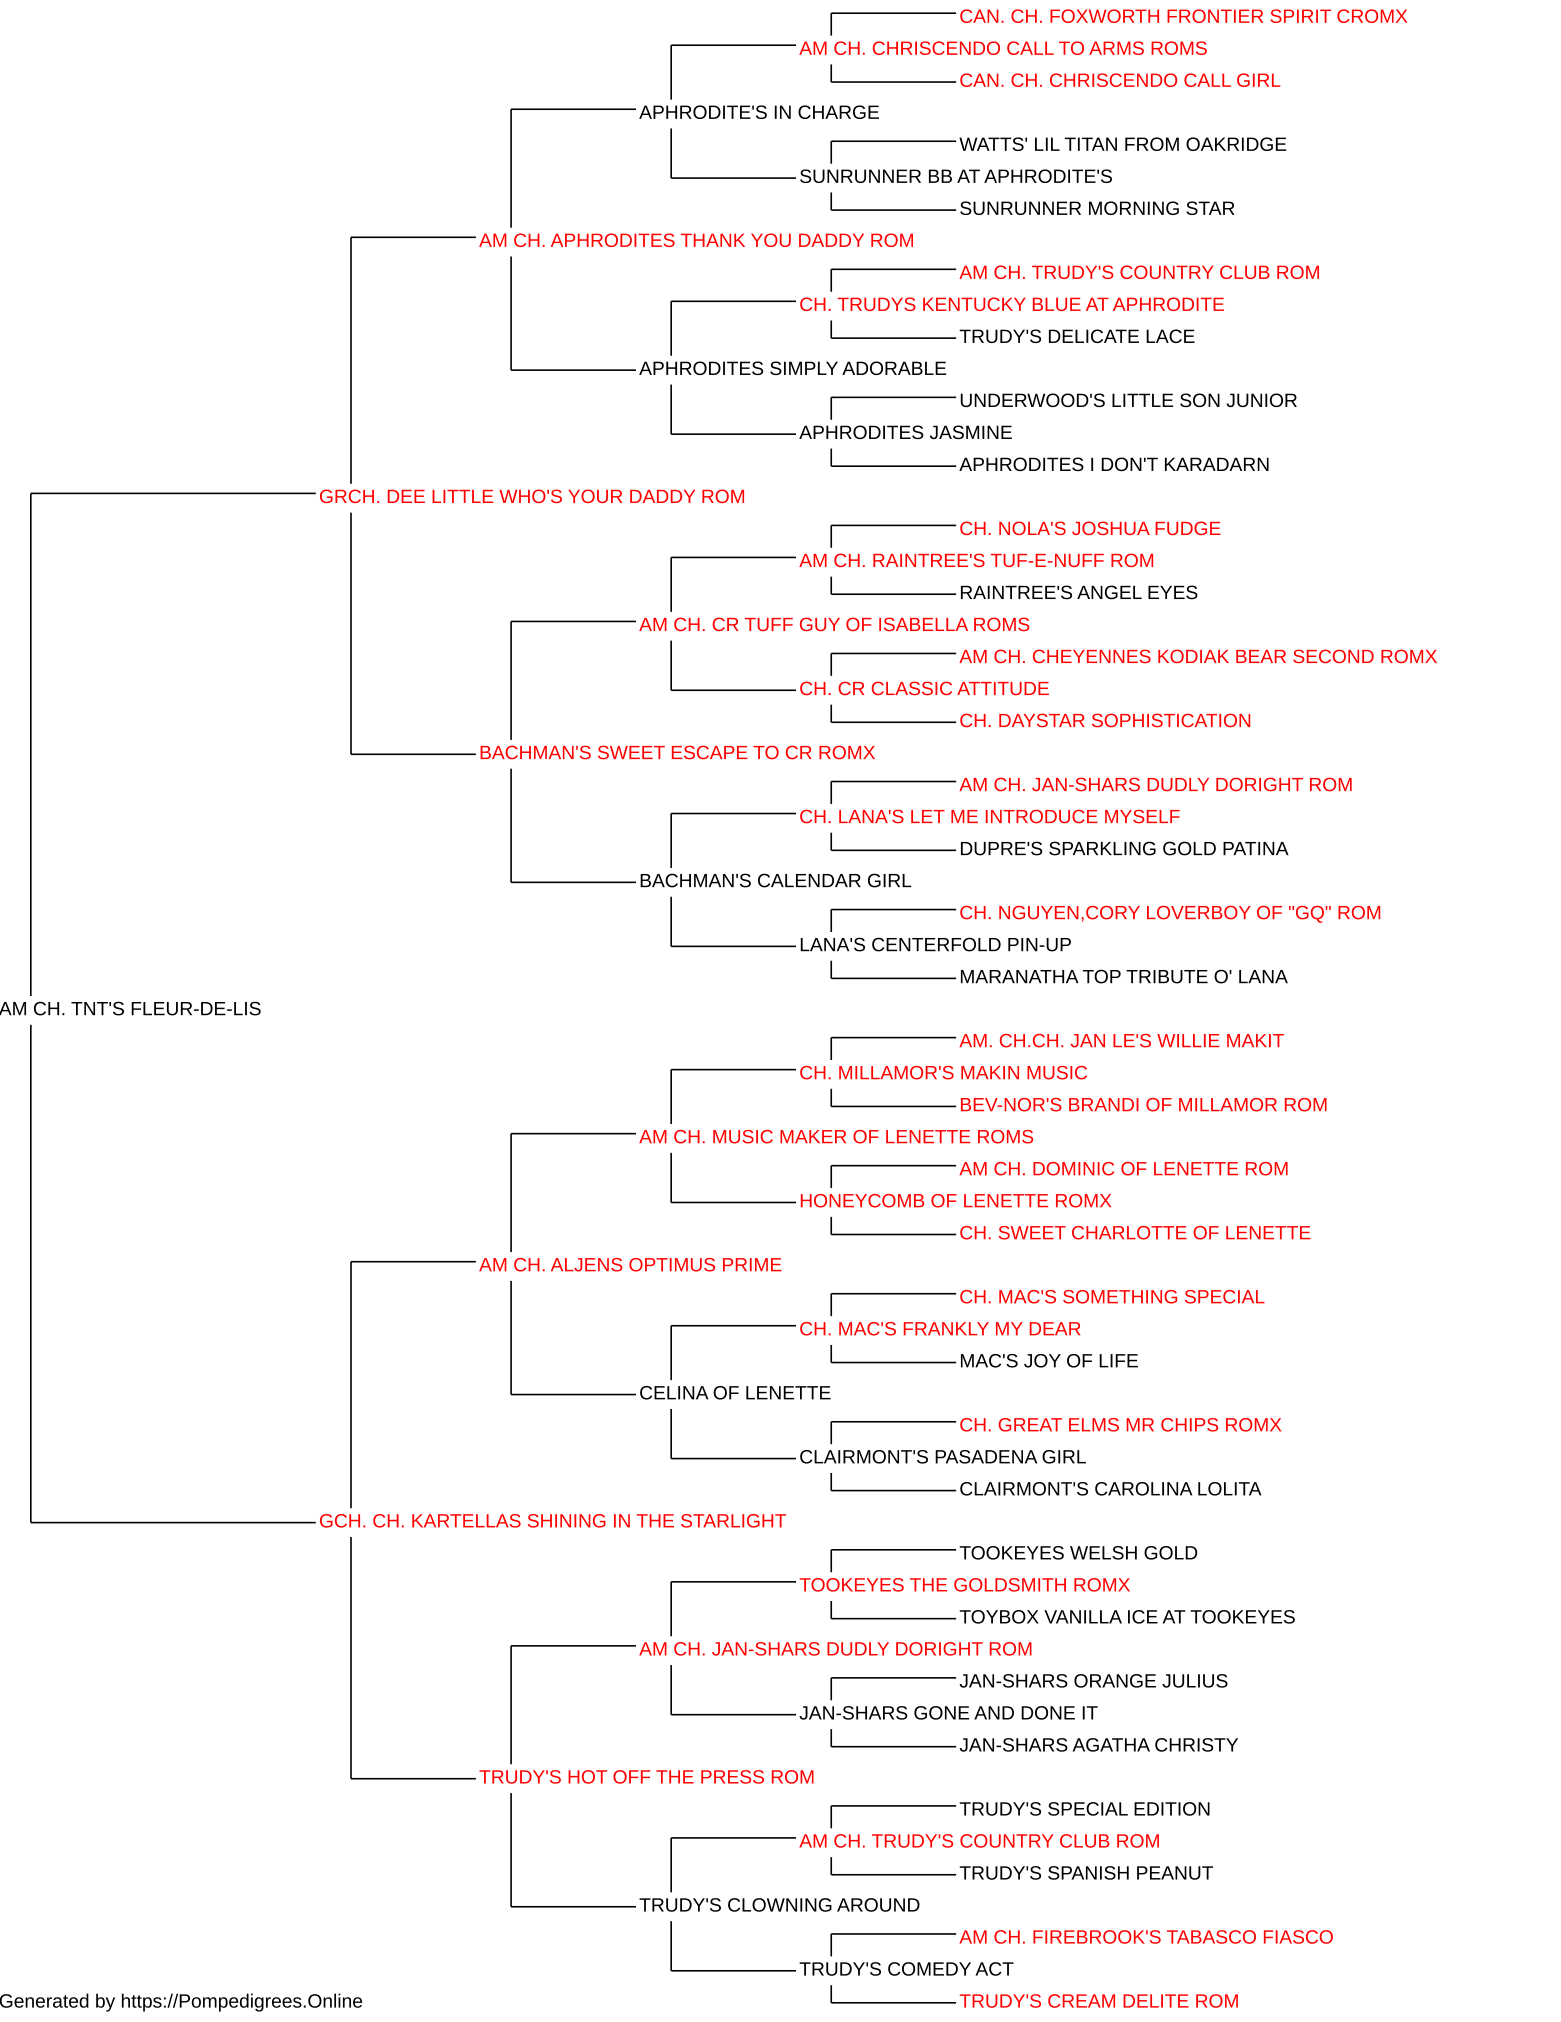 CAN. CH. FOXWORTH FRONTIER SPIRIT CROMX
AM CH. CHRISCENDO CALL TO ARMS ROMS
CAN. CH. CHRISCENDO CALL GIRL
APHRODITE'S IN CHARGE
WATTS' LIL TITAN FROM OAKRIDGE
SUNRUNNER BB AT APHRODITE'S
SUNRUNNER MORNING STAR
AM CH. APHRODITES THANK YOU DADDY ROM
AM CH. TRUDY'S COUNTRY CLUB ROM
CH. TRUDYS KENTUCKY BLUE AT APHRODITE
TRUDY'S DELICATE LACE
APHRODITES SIMPLY ADORABLE
UNDERWOOD'S LITTLE SON JUNIOR
APHRODITES JASMINE
APHRODITES I DON'T KARADARN
GRCH. DEE LITTLE WHO'S YOUR DADDY ROM
CH. NOLA'S JOSHUA FUDGE
AM CH. RAINTREE'S TUF-E-NUFF ROM
RAINTREE'S ANGEL EYES
AM CH. CR TUFF GUY OF ISABELLA ROMS
AM CH. CHEYENNES KODIAK BEAR SECOND ROMX
CH. CR CLASSIC ATTITUDE
CH. DAYSTAR SOPHISTICATION
BACHMAN'S SWEET ESCAPE TO CR ROMX
AM CH. JAN-SHARS DUDLY DORIGHT ROM
CH. LANA'S LET ME INTRODUCE MYSELF
DUPRE'S SPARKLING GOLD PATINA
BACHMAN'S CALENDAR GIRL
CH. NGUYEN,CORY LOVERBOY OF "GQ" ROM
LANA'S CENTERFOLD PIN-UP
MARANATHA TOP TRIBUTE O' LANA
AM CH. TNT'S FLEUR-DE-LIS
AM. CH.CH. JAN LE'S WILLIE MAKIT
CH. MILLAMOR'S MAKIN MUSIC
BEV-NOR'S BRANDI OF MILLAMOR ROM
AM CH. MUSIC MAKER OF LENETTE ROMS
AM CH. DOMINIC OF LENETTE ROM
HONEYCOMB OF LENETTE ROMX
CH. SWEET CHARLOTTE OF LENETTE
AM CH. ALJENS OPTIMUS PRIME
CH. MAC'S SOMETHING SPECIAL
CH. MAC'S FRANKLY MY DEAR
MAC'S JOY OF LIFE
CELINA OF LENETTE
CH. GREAT ELMS MR CHIPS ROMX
CLAIRMONT'S PASADENA GIRL
CLAIRMONT'S CAROLINA LOLITA
GCH. CH. KARTELLAS SHINING IN THE STARLIGHT
TOOKEYES WELSH GOLD
TOOKEYES THE GOLDSMITH ROMX
TOYBOX VANILLA ICE AT TOOKEYES
AM CH. JAN-SHARS DUDLY DORIGHT ROM
JAN-SHARS ORANGE JULIUS
JAN-SHARS GONE AND DONE IT
JAN-SHARS AGATHA CHRISTY
TRUDY'S HOT OFF THE PRESS ROM
TRUDY'S SPECIAL EDITION
AM CH. TRUDY'S COUNTRY CLUB ROM
TRUDY'S SPANISH PEANUT
TRUDY'S CLOWNING AROUND
AM CH. FIREBROOK'S TABASCO FIASCO
TRUDY'S COMEDY ACT
TRUDY'S CREAM DELITE ROM
Generated by https://Pompedigrees.Online